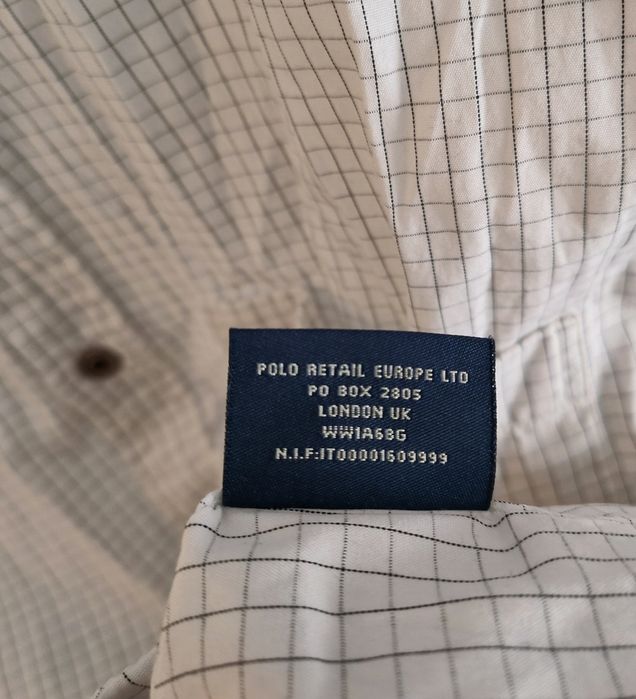 POLO RETAIL EUROPE LTD
PO BOX 2805
LONDON UK
WW1A6BG
N.I.F:IT00001609999